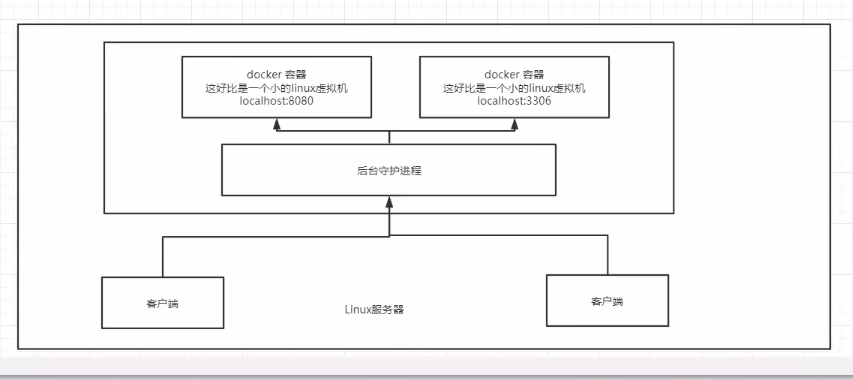 docker 容器
这好比是一个小的linux虚拟机
localhost:8080
docker 容器
这好比是一个小的linux虚拟机
localhost:3306
后台守护进程
客户端
Linux服务器
客户端